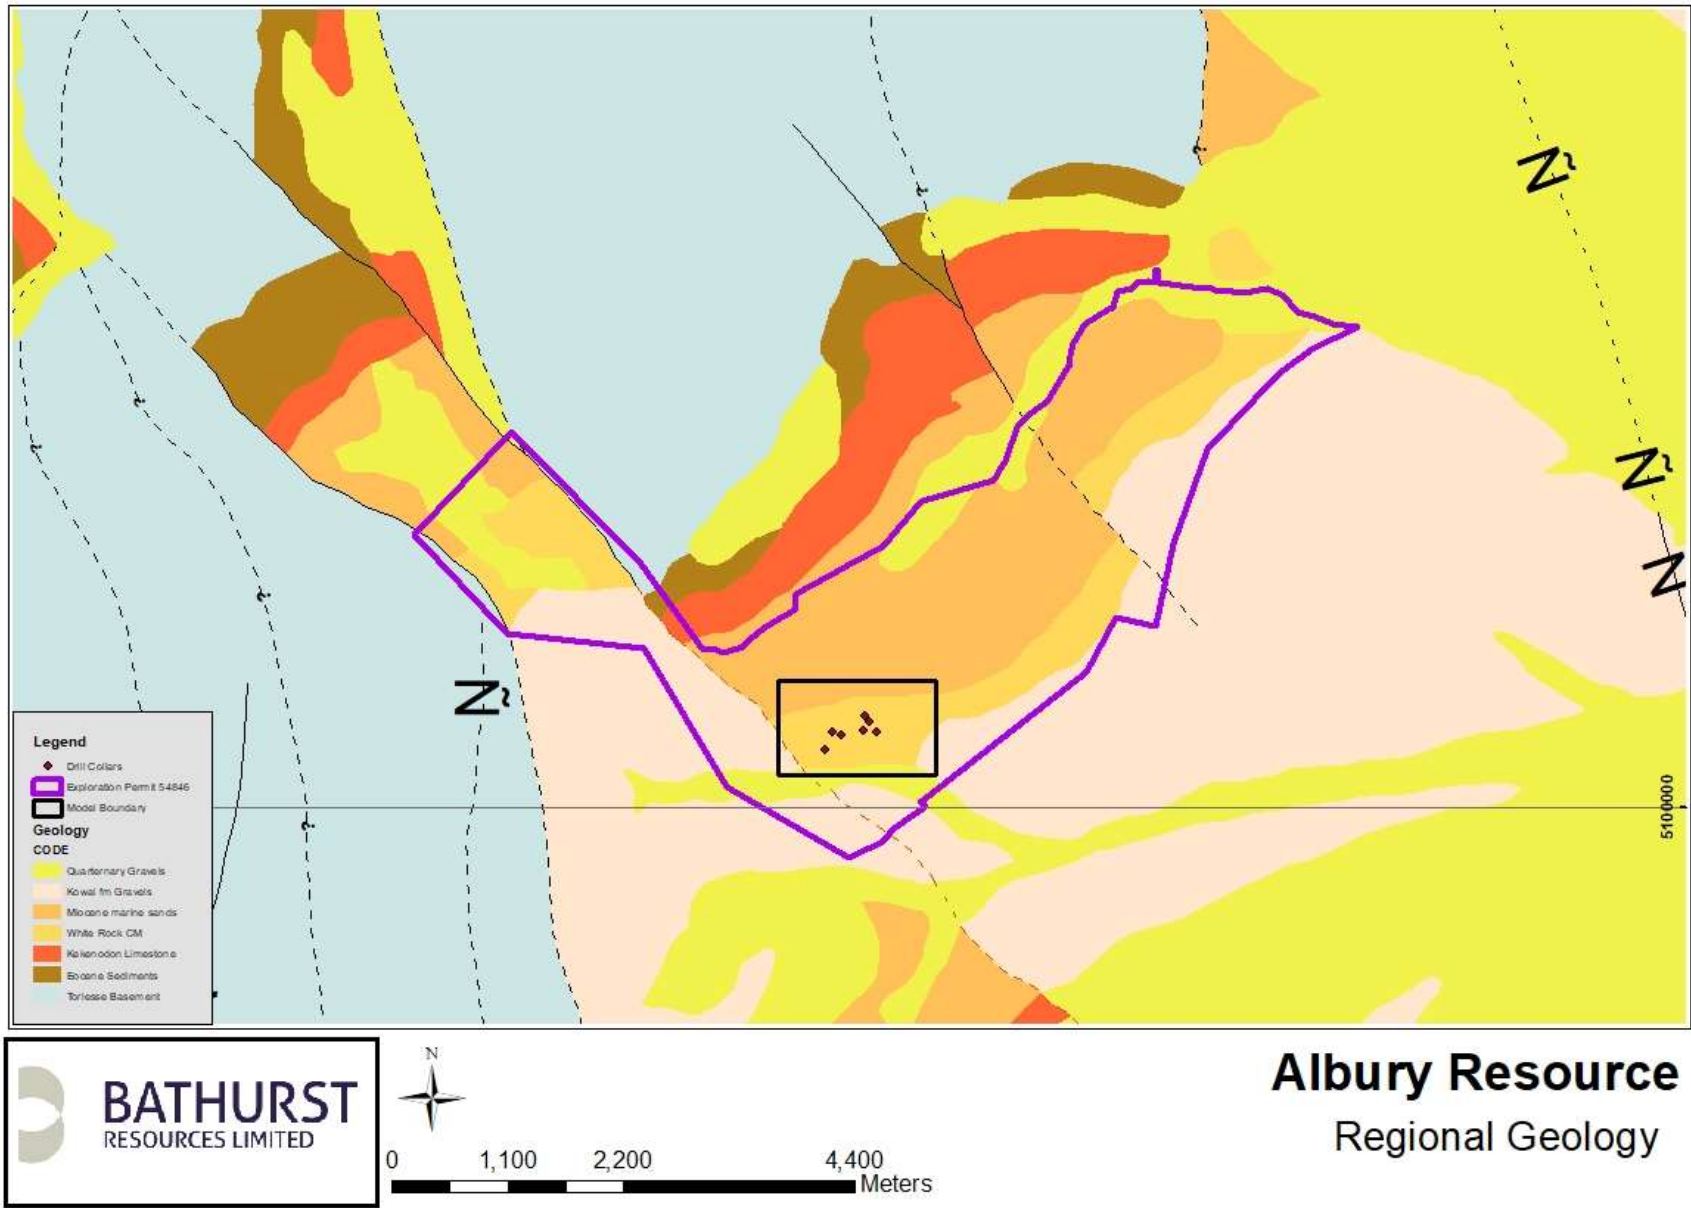 Ñ
Ñ
N
Ñ
5100000
Legend
Drill Collars
Exploration Permit 54846
Model Boundary
Geology
CODE
Quarternary Gravels
Kowai fm Gravels
Miocene marine sands
White Rock CM
Kekenodon Limestone
Eocene Sediments
Torlesse Basement
BATHURST
RESOURCES LIMITED
N
0 1,100 2,200 4,400
Meters
Albury Resource
Regional Geology